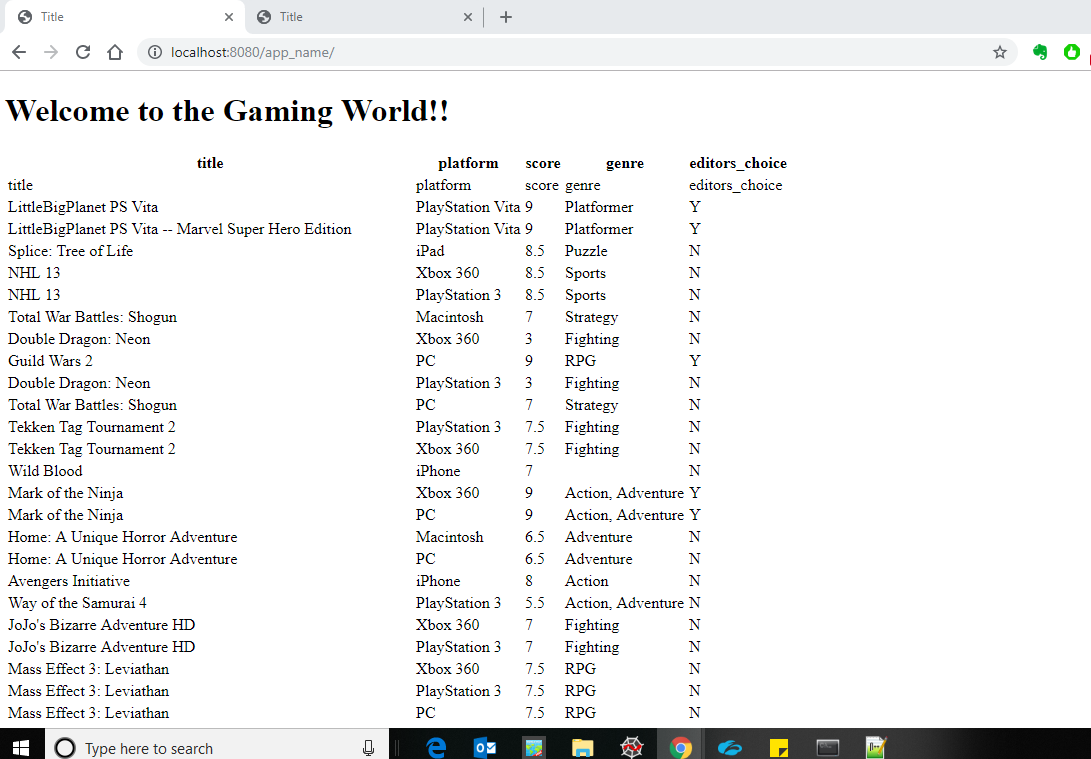 Title
Title
localhost:8080/app_name/
Welcome to the Gaming World!!
title platform score genre editors_choice
title platform score genre editors_choice
LittleBigPlanet PS Vita PlayStation Vita 9 Platformer Y
LittleBigPlanet PS Vita -- Marvel Super Hero Edition PlayStation Vita 9 Platformer Y
Splice: Tree of Life iPad 8.5 Puzzle N
NHL 13 Xbox 360 8.5 Sports N
NHL 13 PlayStation 3 8.5 Sports N
Total War Battles: Shogun Macintosh 7 Strategy N
Double Dragon: Neon Xbox 360 3 Fighting N
Guild Wars 2 PC 9 RPG Y
Double Dragon: Neon PlayStation 3 3 Fighting N
Total War Battles: Shogun PC 7 Strategy N
Tekken Tag Tournament 2 PlayStation 3 7.5 Fighting N
Tekken Tag Tournament 2 Xbox 360 7.5 Fighting N
Wild Blood iPhone 7 N
Mark of the Ninja Xbox 360 9 Action, Adventure Y
Mark of the Ninja PC 9 Action, Adventure Y
Home: A Unique Horror Adventure Macintosh 6.5 Adventure N
Home: A Unique Horror Adventure PC 6.5 Adventure N
Avengers Initiative iPhone 8 Action N
Way of the Samurai 4 PlayStation 3 5.5 Action, Adventure N
JoJo's Bizarre Adventure HD Xbox 360 7 Fighting N
JoJo's Bizarre Adventure HD PlayStation 3 7 Fighting N
Mass Effect 3: Leviathan Xbox 360 7.5 RPG N
Mass Effect 3: Leviathan PlayStation 3 7.5 RPG N
Mass Effect 3: Leviathan PC 7.5 RPG N
Type here to search